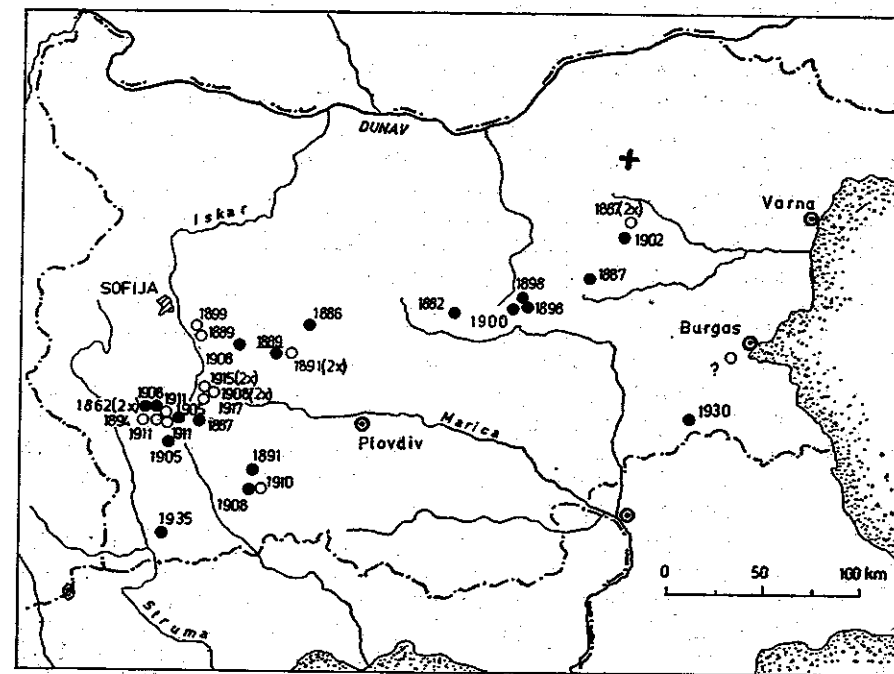 DUNAV
Iskar
Varna
1887(2x)
1902
1887
SOFIJA
1898
1882
1898
1900
1899
1886
1889
Burgas
1908
1889
1891(2x)
?
1915(2x)
1908(2x)
1908
1911
1862(2x)
1905
1917
1894
1911
1911
1887
1905
Plovdiv
Marica
1930
1891
1910
1908
1935
0 50 100 km
Struma